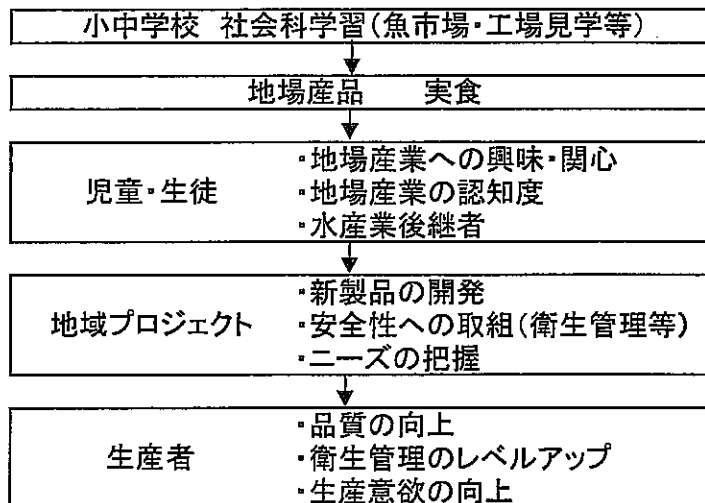 小中学校 社会科学習(魚市場・工場見学等)
地場産品 実食
児童・生徒
・地場産業への興味・関心
・地場産業の認知度
・水産業後継者
地域プロジェクト
・新製品の開発
・安全性への取組(衛生管理等)
・ニーズの把握
生産者
・品質の向上
・衛生管理のレベルアップ
・生産意欲の向上